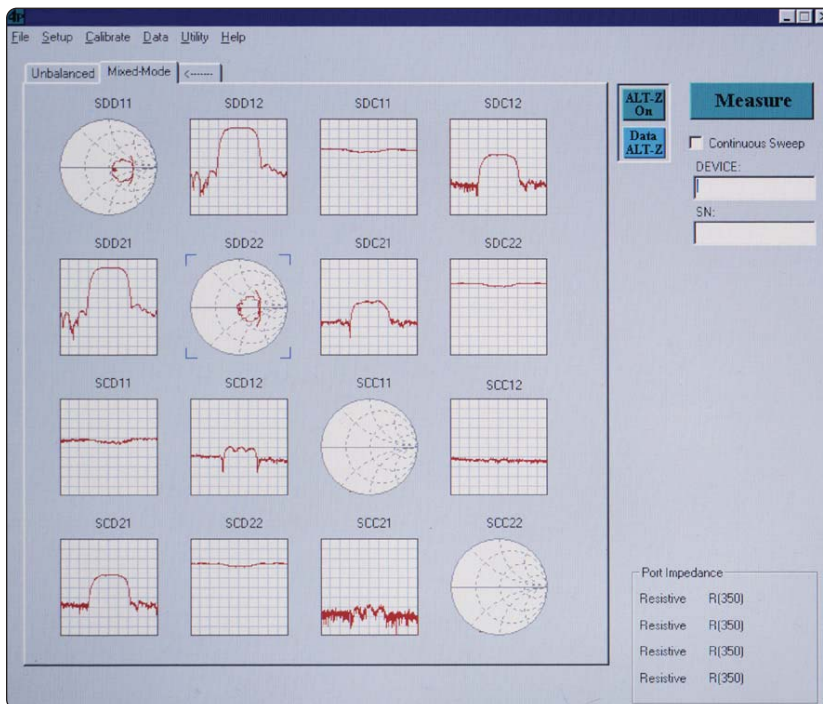 File Setup Calibrate Data Utility Help
Unbalanced Mixed-Mode <-------
SDD11 SDD12 SDC11 SDC12
SDD21 SDD22 SDC21 SDC22
SCD11 SCD12 SCC11 SCC12
SCD21 SCD22 SCC21 SCC22
ALT-Z
On
Data
ALT-Z
Measure
Continuous Sweep
DEVICE:
SN:
Port Impedance
Resistive R(350)
Resistive R(350)
Resistive R(350)
Resistive R(350)